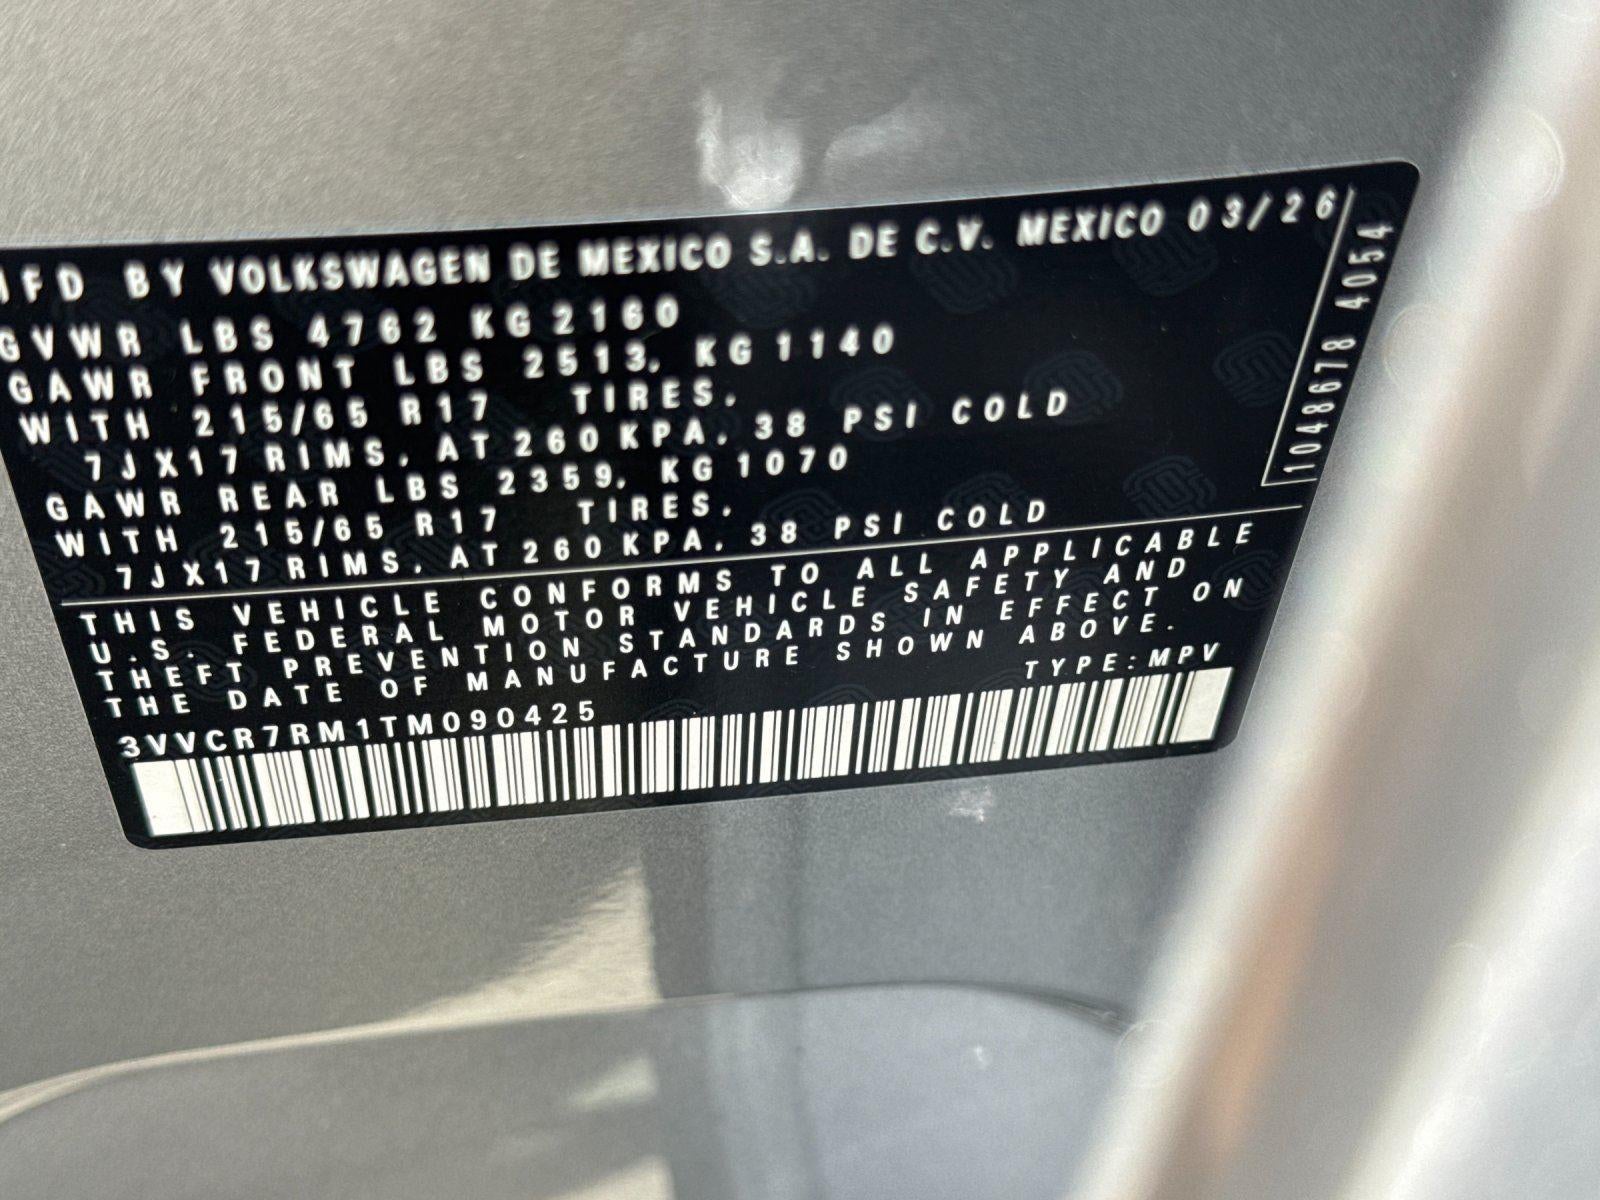 MFD BY VOLKSWAGEN DE MEXICO S.A. DE C.V. MEXICO 03/26
GVWR LBS 4762 KG 2160
GAWR FRONT LBS 2513, KG 1140
WITH 215/65 R17 TIRES,
7JX17 RIMS, AT 260 KPA, 38 PSI COLD
GAWR REAR LBS 2359, KG 1070
WITH 215/65 R17 TIRES,
7JX17 RIMS, AT 260 KPA, 38 PSI COLD
THIS VEHICLE CONFORMS TO ALL APPLICABLE
U.S. FEDERAL MOTOR VEHICLE SAFETY AND
THEFT PREVENTION STANDARDS IN EFFECT ON
THE DATE OF MANUFACTURE SHOWN ABOVE.
TYPE: MPV
3VVCR7RM1TM090425
1048678 4054